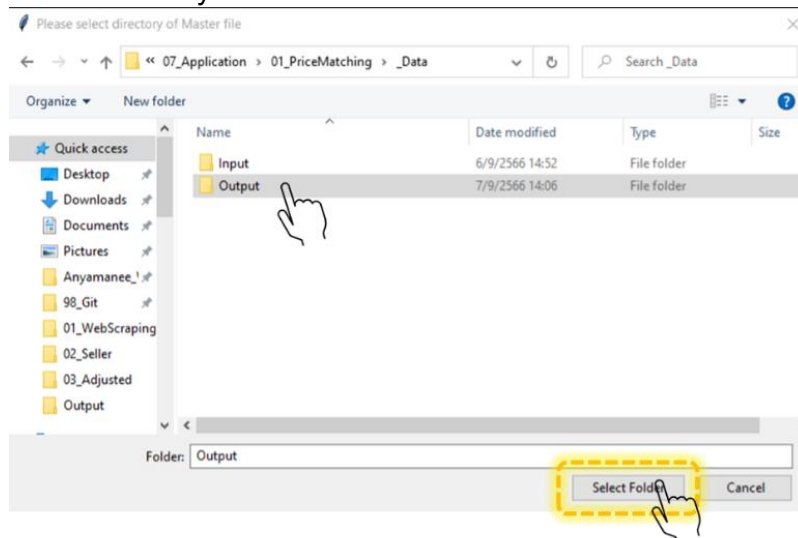 Please select directory of Master file
« 07_Application › 01_PriceMatching › _Data
Search _Data
Organize
New folder
Name
Date modified
Type
Size
Quick access
Input
6/9/2566 14:52
File folder
Desktop
Output
7/9/2566 14:06
File folder
Downloads
Documents
Pictures
Anyamanee_
98_Git
01_WebScraping
02_Seller
03_Adjusted
Output
Folder: Output
Select Folder
Cancel